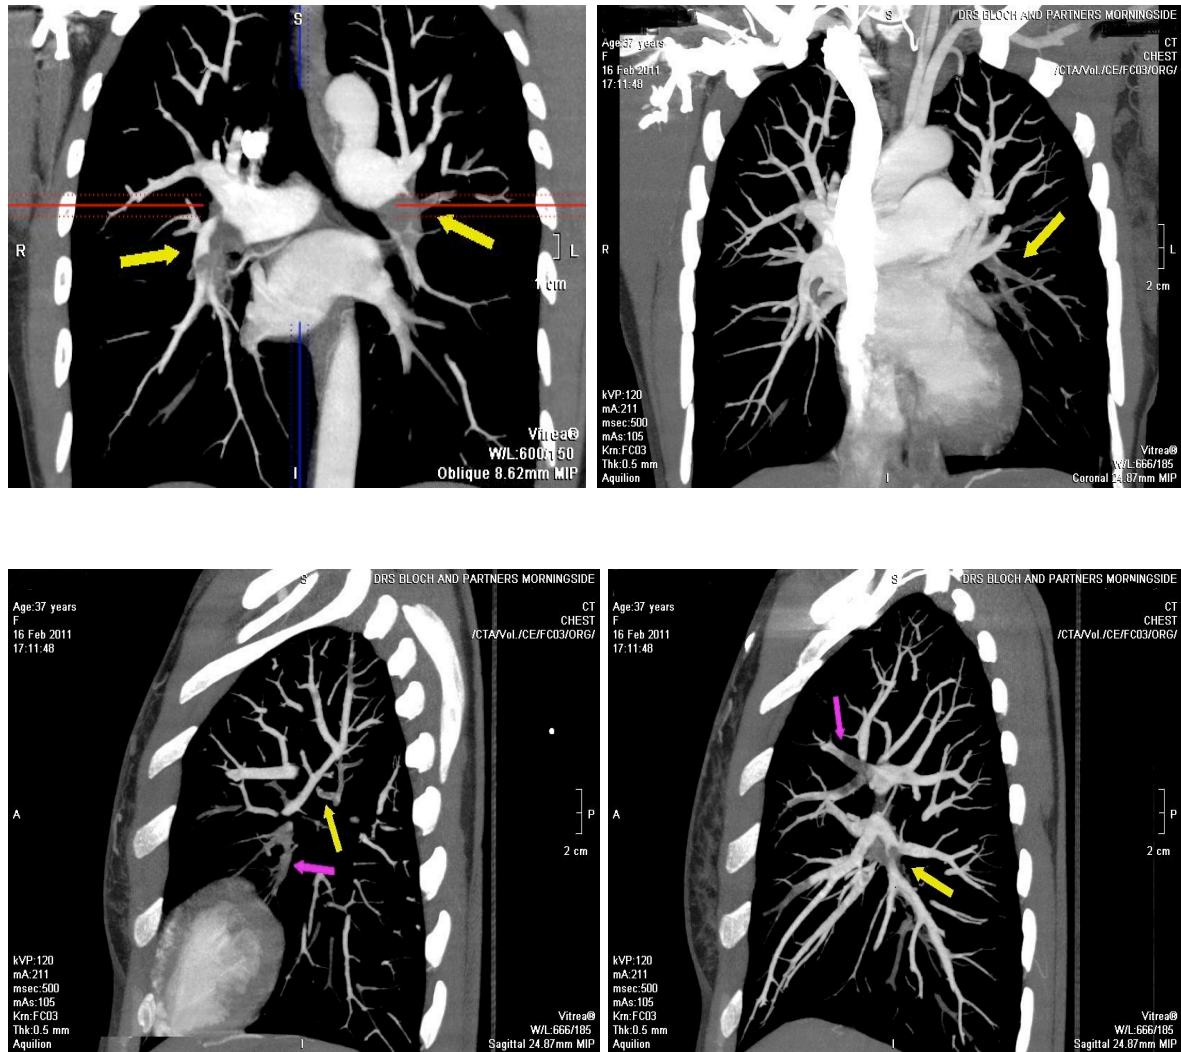 S
R
L
1 cm
I
Vitrea®
W/L:600/150
Oblique 8.62mm MIP
S
DRS BLOCH AND PARTNERS MORNINGSIDE
Age:37 years
F
16 Feb 2011
17:11:48
CT
CHEST
/CTA/Vol./CE/FC03/ORG/
R
L
2 cm
kVP:120
mA:211
msec:500
mAs:105
Krn:FC03
Thk:0.5 mm
Aquilion
I
Vitrea®
W/L:666/185
Coronal 24.87mm MIP
S
DRS BLOCH AND PARTNERS MORNINGSIDE
Age:37 years
F
16 Feb 2011
17:11:48
CT
CHEST
/CTA/Vol./CE/FC03/ORG/
A
P
2 cm
kVP:120
mA:211
msec:500
mAs:105
Krn:FC03
Thk:0.5 mm
Aquilion
I
Vitrea®
W/L:666/185
Sagittal 24.87mm MIP
S
DRS BLOCH AND PARTNERS MORNINGSIDE
Age:37 years
F
16 Feb 2011
17:11:48
CT
CHEST
/CTA/Vol./CE/FC03/ORG/
A
P
2 cm
kVP:120
mA:211
msec:500
mAs:105
Krn:FC03
Thk:0.5 mm
Aquilion
I
Vitrea®
W/L:666/185
Sagittal 24.87mm MIP